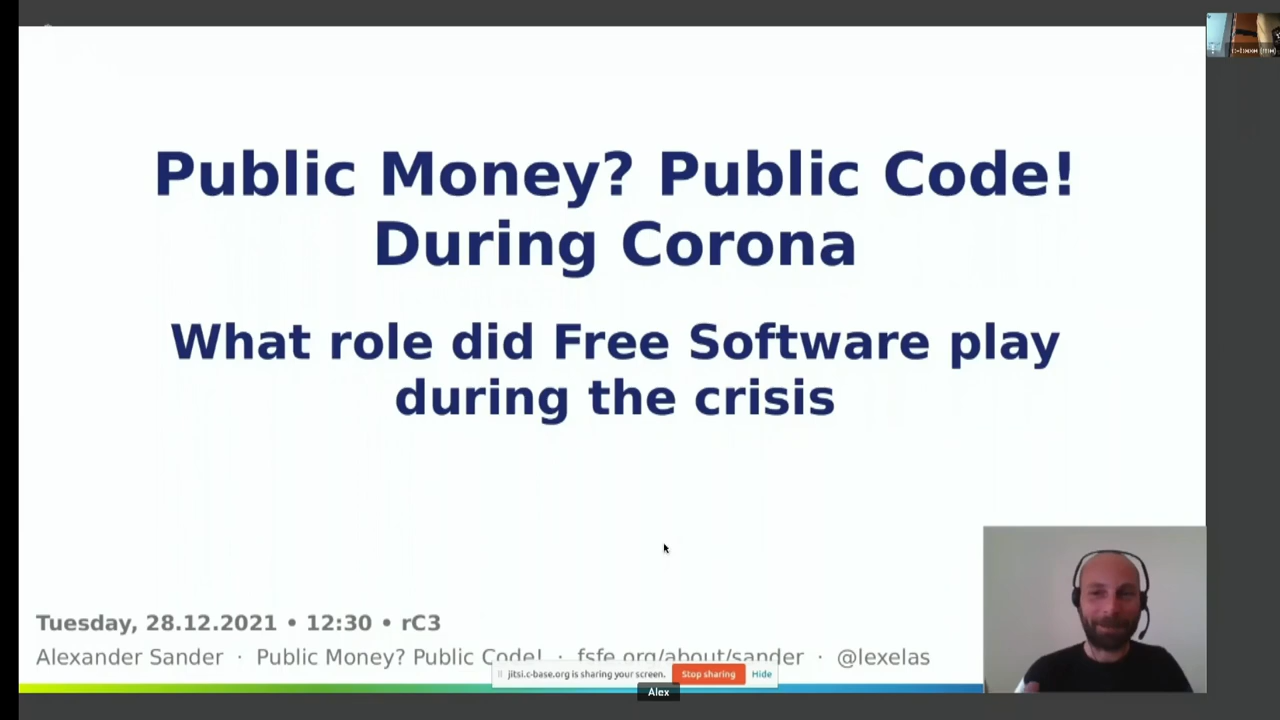 Public Money? Public Code!
During Corona
What role did Free Software play
during the crisis
Tuesday, 28.12.2021 • 12:30 • rC3
Alexander Sander · Public Money? Public Code! · fsfe.org/about/sander · @lexelas
jitsi.c-base.org is sharing your screen. Stop sharing Hide
Alex